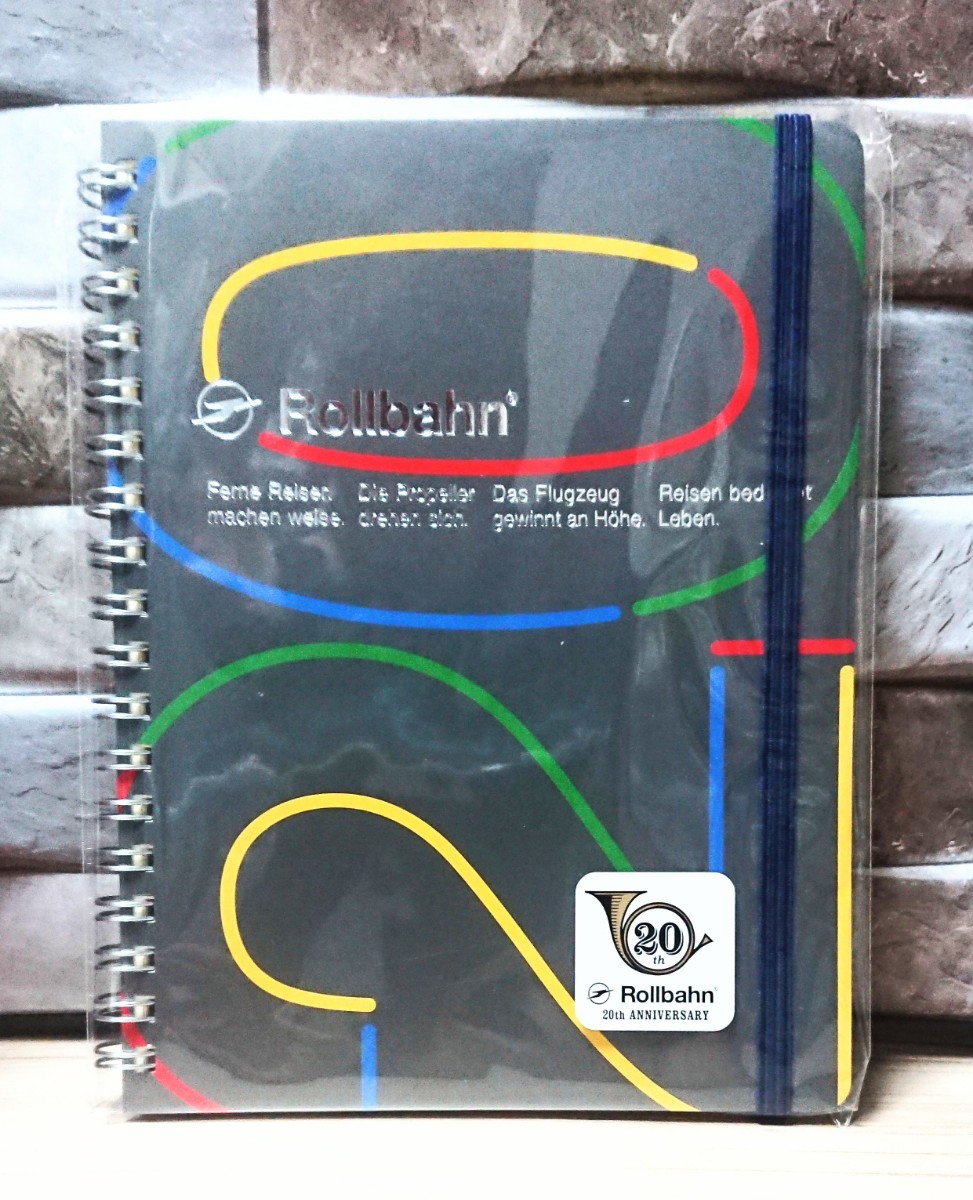 Rollbahn®
Ferne Reisen
machen weise.
Die Propeller
drehen sich.
Das Flugzeug
gewinnt an Höhe.
Reisen bed t
Leben.
20
th
Rollbahn®
20th ANNIVERSARY